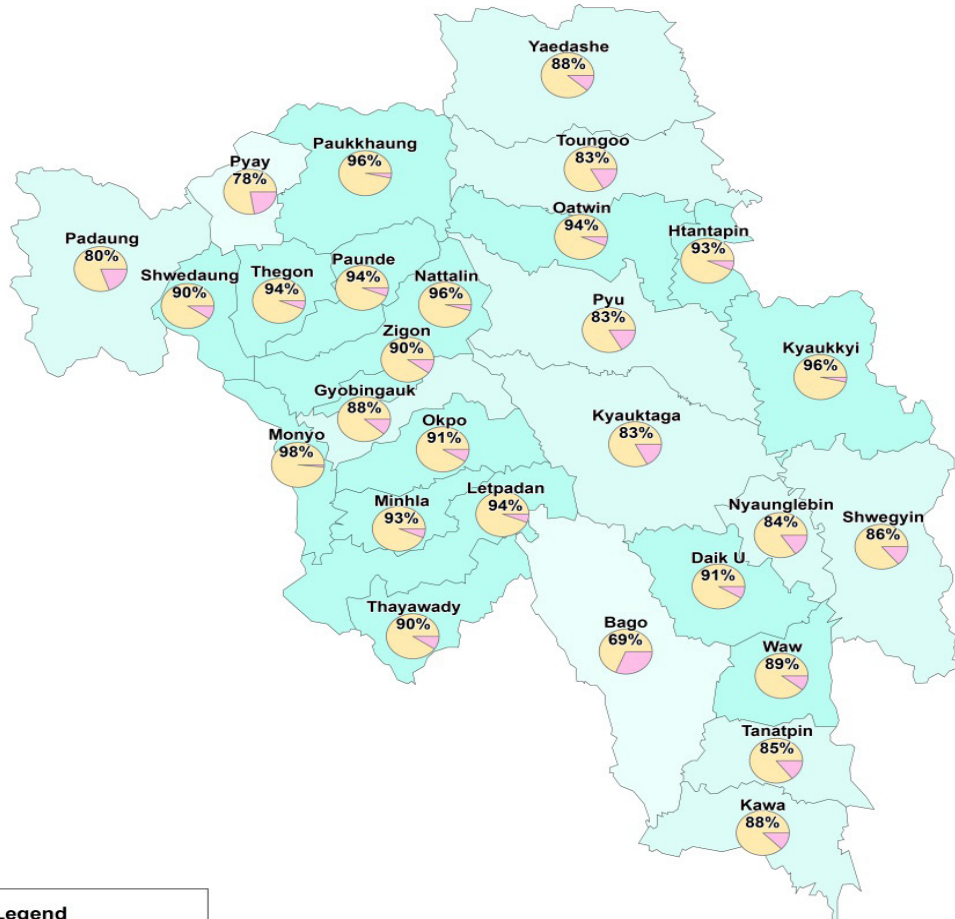 Yaedashe
88%
Toungoo
83%
Paukkhaung
96%
Pyay
78%
Oatwin
94%
Htantapin
93%
Padaung
80%
Shwedaung
90%
Thegon
94%
Paunde
94%
Nattalin
96%
Pyu
83%
Zigon
90%
Kyaukkyi
96%
Gyobingauk
88%
Okpo
91%
Kyauktaga
83%
Monyo
98%
Minhla
93%
Letpadan
94%
Nyaunglebin
84%
Shwegyin
86%
Daik U
91%
Thayawady
90%
Bago
69%
Waw
89%
Tanatpin
85%
Kawa
88%
Legend